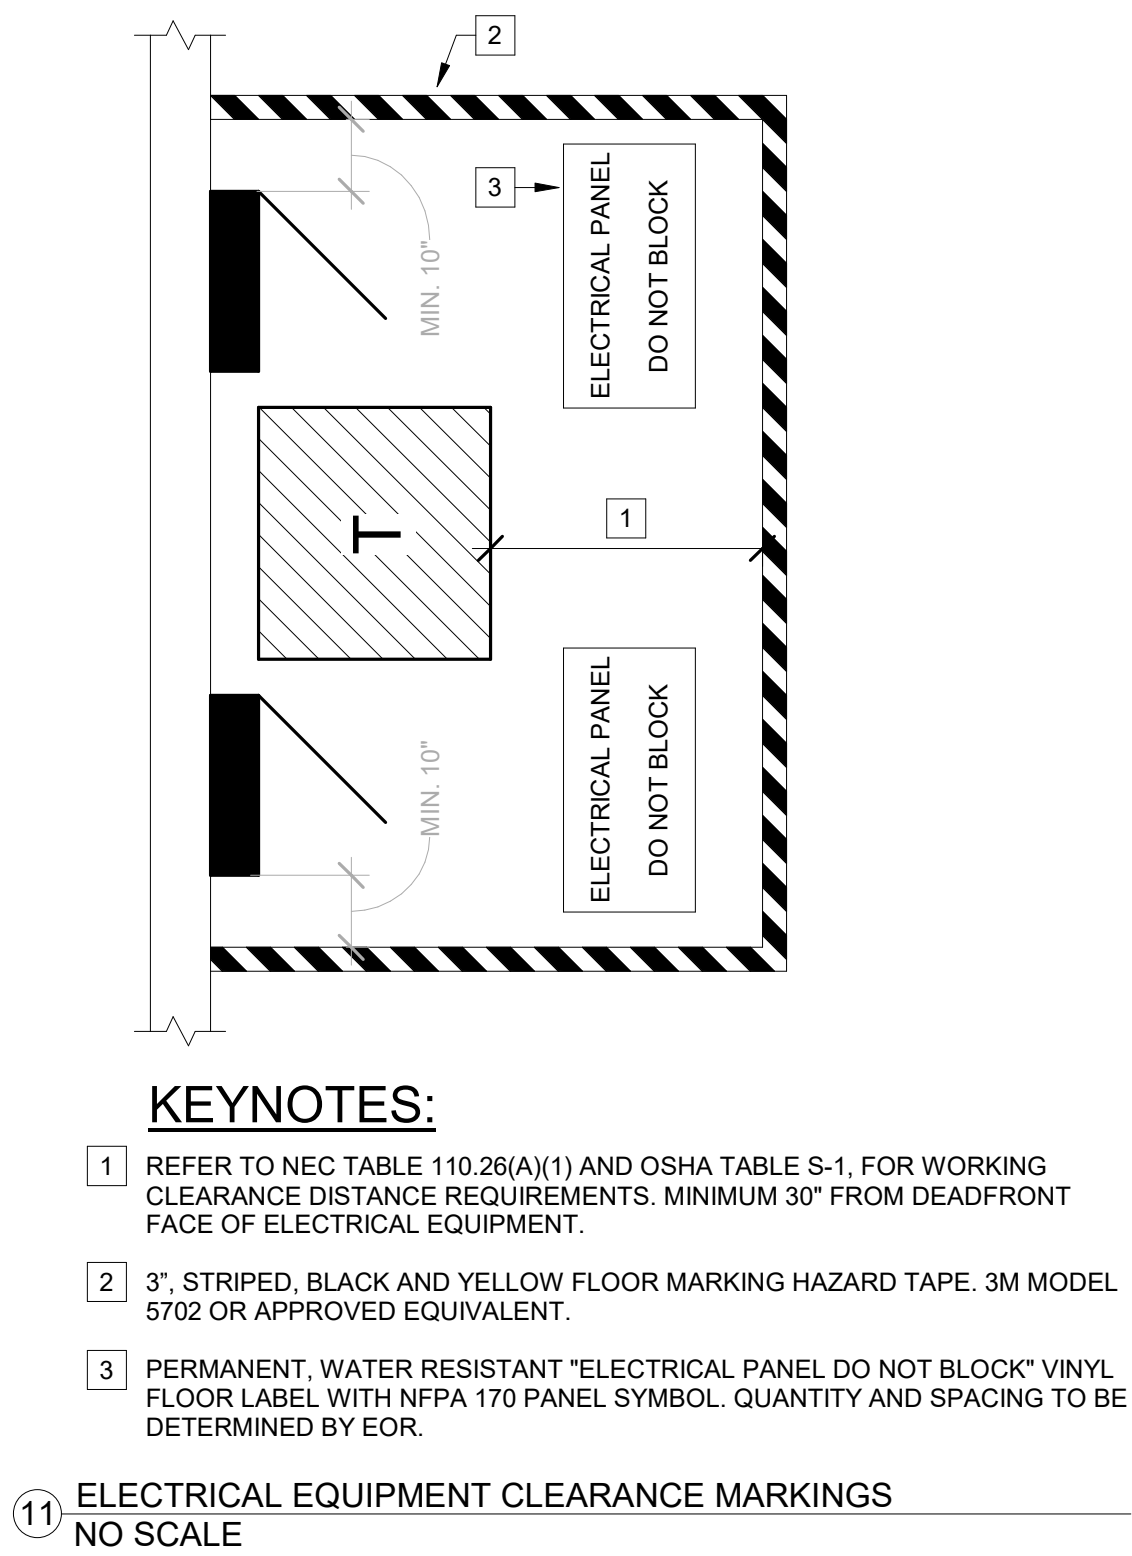 2
3
ELECTRICAL PANEL
DO NOT BLOCK
MIN. 10"
1
T
ELECTRICAL PANEL
DO NOT BLOCK
MIN. 10"
KEYNOTES:
1 REFER TO NEC TABLE 110.26(A)(1) AND OSHA TABLE S-1, FOR WORKING
CLEARANCE DISTANCE REQUIREMENTS. MINIMUM 30" FROM DEADFRONT
FACE OF ELECTRICAL EQUIPMENT.
2 3”, STRIPED, BLACK AND YELLOW FLOOR MARKING HAZARD TAPE. 3M MODEL
5702 OR APPROVED EQUIVALENT.
3 PERMANENT, WATER RESISTANT "ELECTRICAL PANEL DO NOT BLOCK" VINYL
FLOOR LABEL WITH NFPA 170 PANEL SYMBOL. QUANTITY AND SPACING TO BE
DETERMINED BY EOR.
11 ELECTRICAL EQUIPMENT CLEARANCE MARKINGS
NO SCALE